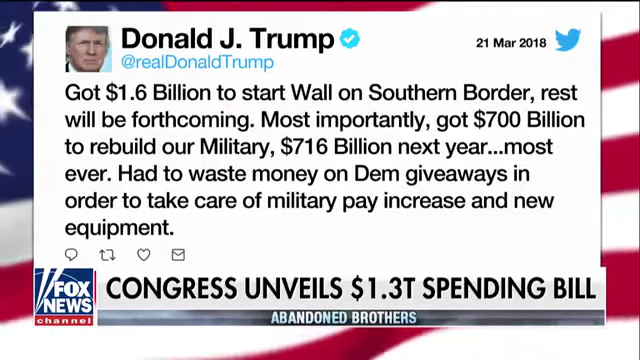 Donald J. Trump
@realDonaldTrump
21 Mar 2018
Got $1.6 Billion to start Wall on Southern Border, rest
will be forthcoming. Most importantly, got $700 Billion
to rebuild our Military, $716 Billion next year...most
ever. Had to waste money on Dem giveaways in
order to take care of military pay increase and new
equipment.
FOX
NEWS
channel
CONGRESS UNVEILS $1.3T SPENDING BILL
ABANDONED BROTHERS